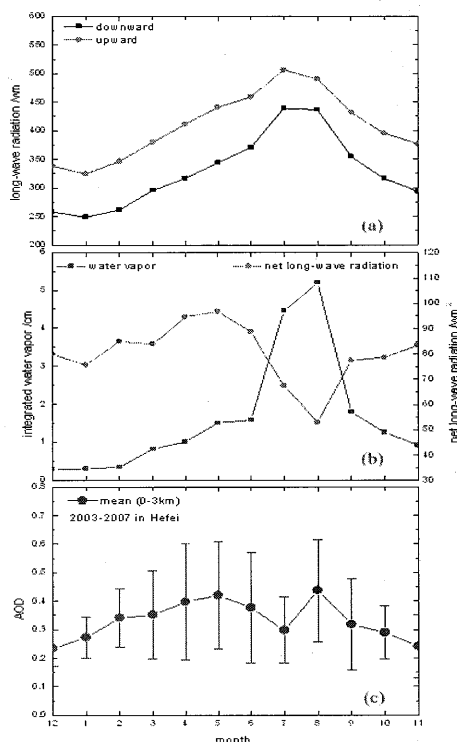 600
550
500
450
400
350
300
250
200
long-wave radiation /wm
downward
upward
(a)
6
5
4
3
2
1
0
integrated water vapor /cm
water vapor
net long-wave radiation
120
110
100
90
80
70
60
50
40
30
net long-wave radiation /wm⁻²
(b)
0.8
0.7
0.6
0.5
0.4
0.3
0.2
0.1
0.0
AOD
mean (0-3km)
2003-2007 in Hefei
(c)
12 1 2 3 4 5 6 7 8 9 10 11
month